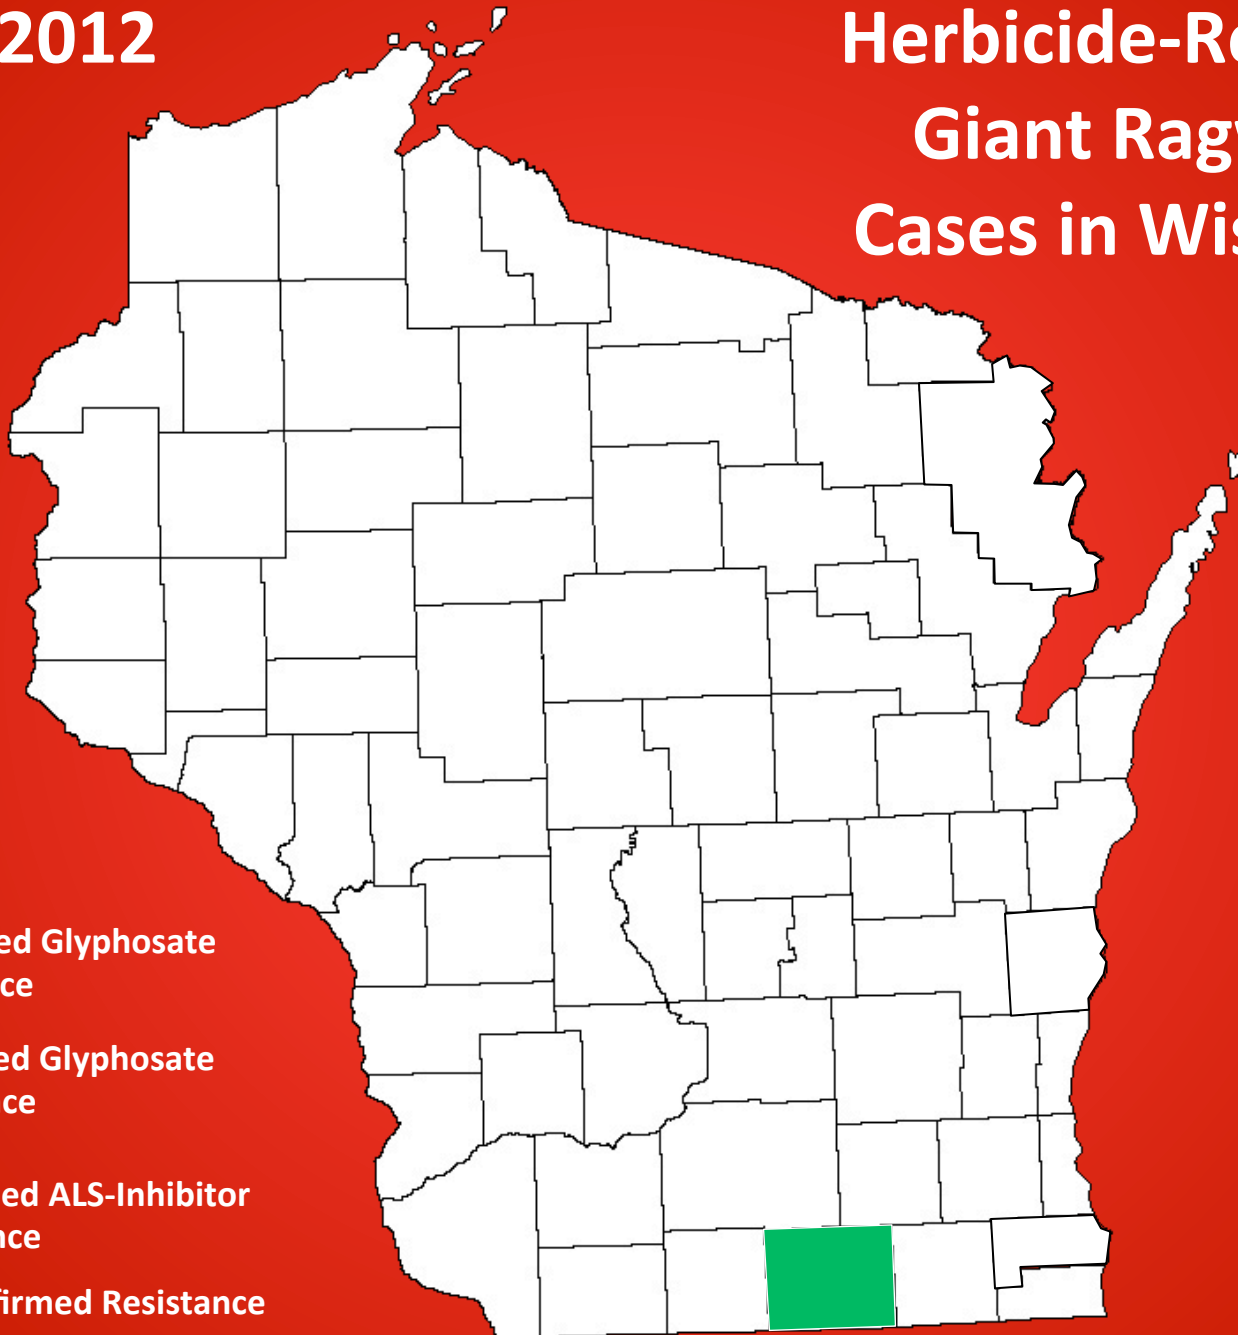 2012
Herbicide-Re
Giant Rag
Cases in Wis
ed Glyphosate
ce
ed Glyphosate
ce
ed ALS-Inhibitor
nce
firmed Resistance